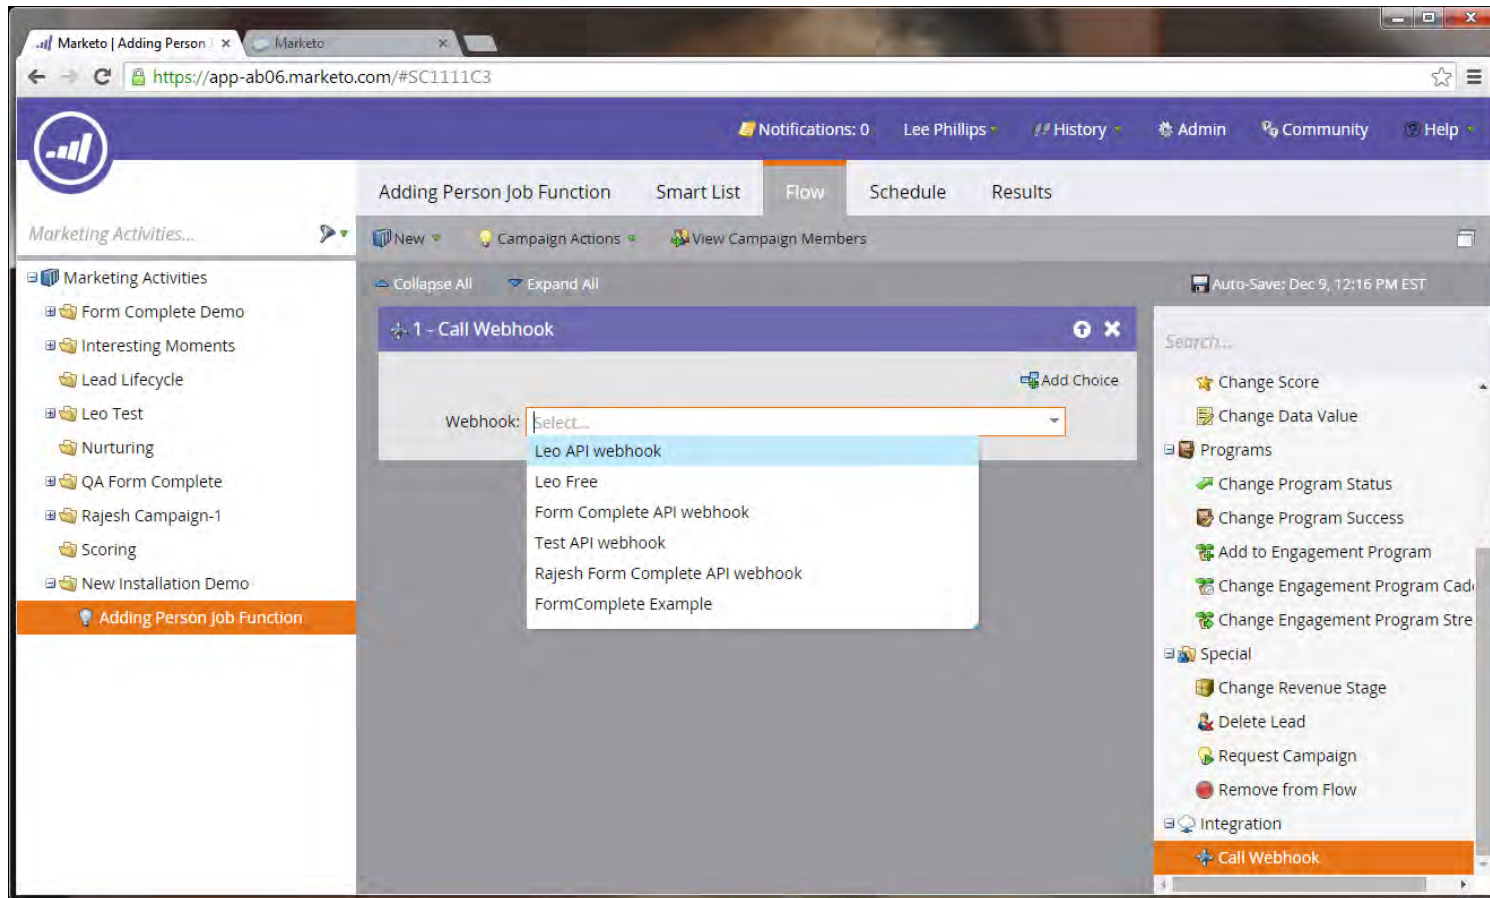 Marketo | Adding Person
Marketo
https://app-ab06.marketo.com/#SC1111C3
Notifications: 0
Lee Phillips
History
Admin
Community
Help
Adding Person Job Function
Smart List
Flow
Schedule
Results
Marketing Activities...
New
Campaign Actions
View Campaign Members
Marketing Activities
Form Complete Demo
Interesting Moments
Lead Lifecycle
Leo Test
Nurturing
QA Form Complete
Rajesh Campaign-1
Scoring
New Installation Demo
Adding Person Job Function
Collapse All
Expand All
Auto-Save: Dec 9, 12:16 PM EST
1 - Call Webhook
Add Choice
Webhook:
Select...
Leo API webhook
Leo Free
Form Complete API webhook
Test API webhook
Rajesh Form Complete API webhook
FormComplete Example
Search...
Change Score
Change Data Value
Programs
Change Program Status
Change Program Success
Add to Engagement Program
Change Engagement Program Cad
Change Engagement Program Stre
Special
Change Revenue Stage
Delete Lead
Request Campaign
Remove from Flow
Integration
Call Webhook